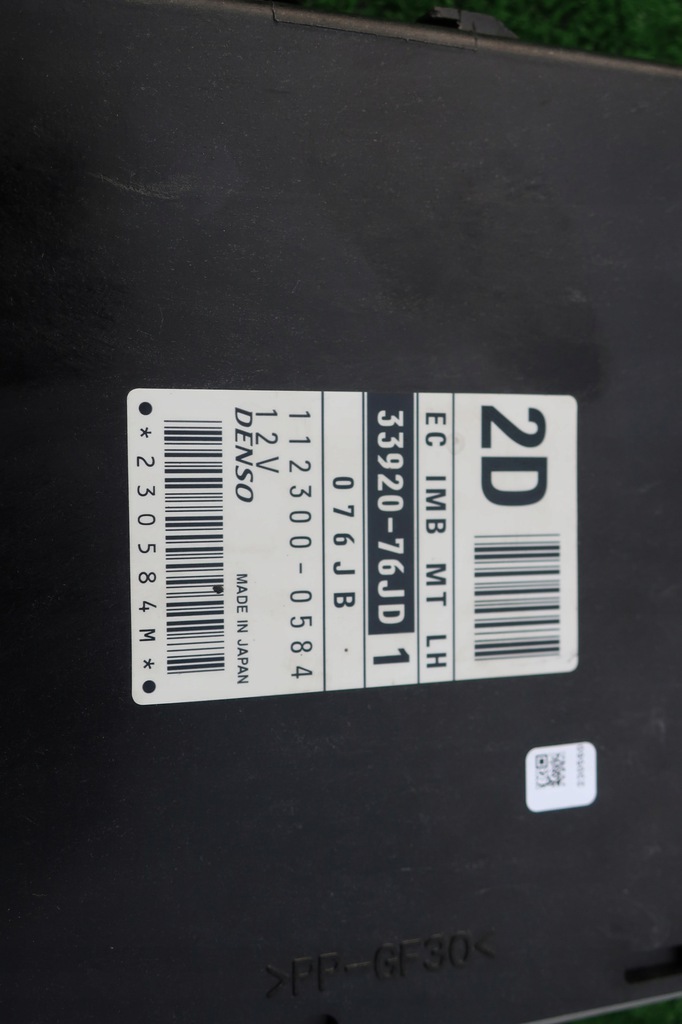 2D
EC IMB MT LH
33920-76JD 1
076JB
112300-0584
12V
DENSO MADE IN JAPAN
*230584M*
>PP-GF30<